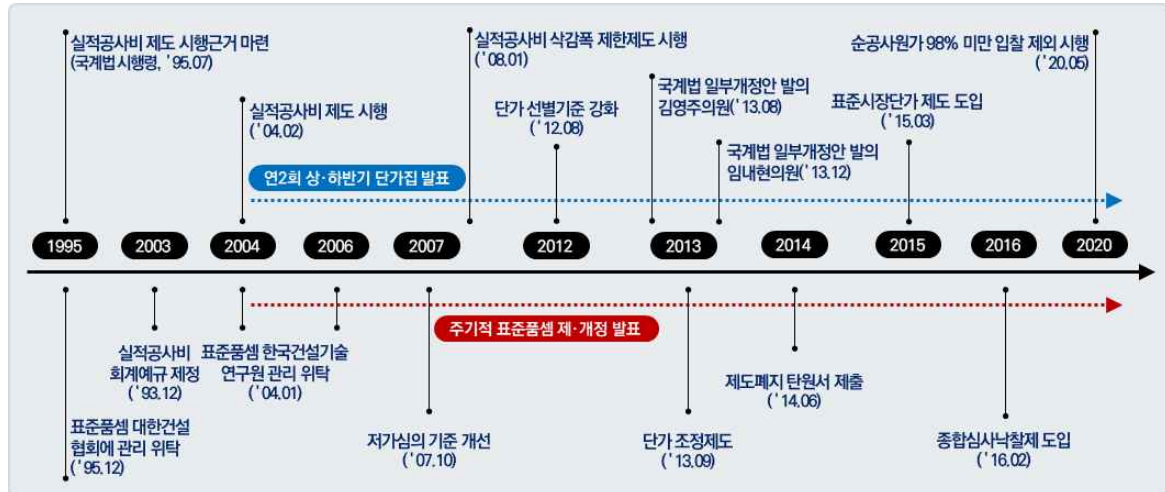 실적공사비 제도 시행근거 마련
(국계법 시행령, '95.07)
실적공사비 제도 시행
('04.02)
실적공사비 삭감폭 제한제도 시행
('08.01)
단가 선별기준 강화
('12.08)
국계법 일부개정안 발의
김영주의원('13.08)
국계법 일부개정안 발의
임내현의원('13.12)
표준시장단가 제도 도입
('15.03)
순공사원가 98% 미만 입찰 제외 시행
('20.05)
연2회 상·하반기 단가집 발표
1995 2003 2004 2006 2007 2012 2013 2014 2015 2016 2020
주기적 표준품셈 제·개정 발표
표준품셈 대한건설
협회에 관리 위탁
('95.12)
실적공사비
회계예규 제정
('93.12)
표준품셈 한국건설기술
연구원 관리 위탁
('04.01)
저가심의 기준 개선
('07.10)
단가 조정제도
('13.09)
제도폐지 탄원서 제출
('14.06)
종합심사낙찰제 도입
('16.02)